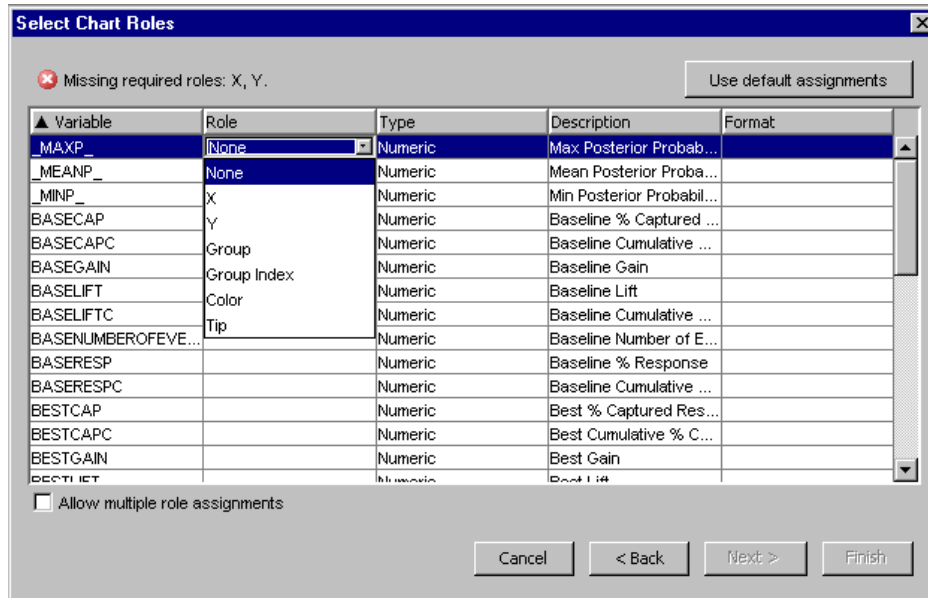 Select Chart Roles
Missing required roles: X, Y.
Use default assignments
▲ Variable Role Type Description Format
_MAXP_ None Numeric Max Posterior Probab...
_MEANP_ None Numeric Mean Posterior Proba...
_MINP_ X Numeric Min Posterior Probabil...
BASECAP Y Numeric Baseline % Captured ...
BASECAPC Group Numeric Baseline Cumulative ...
BASEGAIN Group Index Numeric Baseline Gain
BASELIFT Color Numeric Baseline Lift
BASELIFTC Tip Numeric Baseline Cumulative ...
BASENUMBEROFEVE... Numeric Baseline Number of E...
BASERESP Numeric Baseline % Response
BASERESPC Numeric Baseline Cumulative ...
BESTCAP Numeric Best % Captured Res...
BESTCAPC Numeric Best Cumulative % C...
BESTGAIN Numeric Best Gain
BESTLIFT Numeric Best Lift
Allow multiple role assignments
Cancel < Back Next > Finish